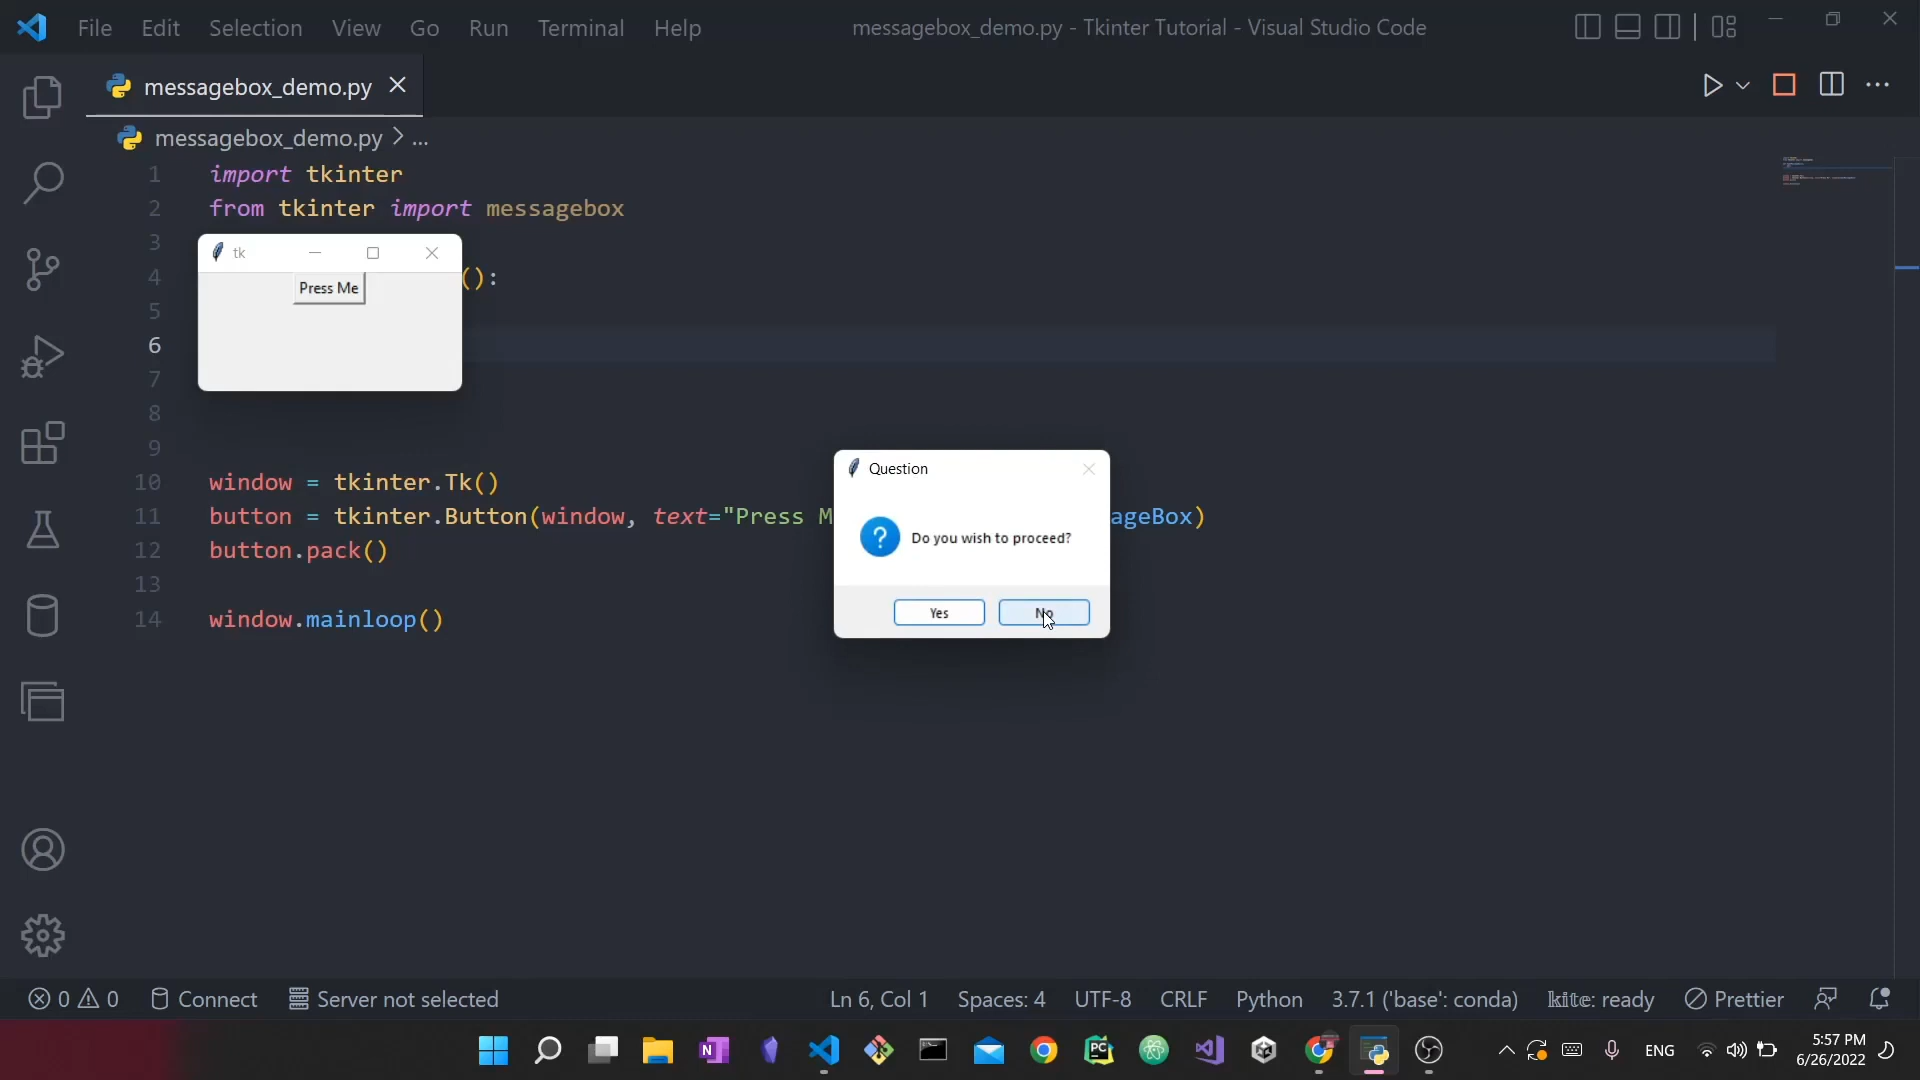 File Edit Selection View Go Run Terminal Help messagebox_demo.py - Tkinter Tutorial - Visual Studio Code
messagebox_demo.py
messagebox_demo.py > ...
1 import tkinter
2 from tkinter import messagebox
3
tk
4 ():
Press Me
5
6
7
8
9
10 window = tkinter.Tk()
11 button = tkinter.Button(window, text="Press M ageBox)
12 button.pack()
13
14 window.mainloop()
Question
Do you wish to proceed?
Yes No
0 0 Connect Server not selected Ln 6, Col 1 Spaces: 4 UTF-8 CRLF Python 3.7.1 ('base': conda) kite: ready Prettier
ENG 5:57 PM
6/26/2022